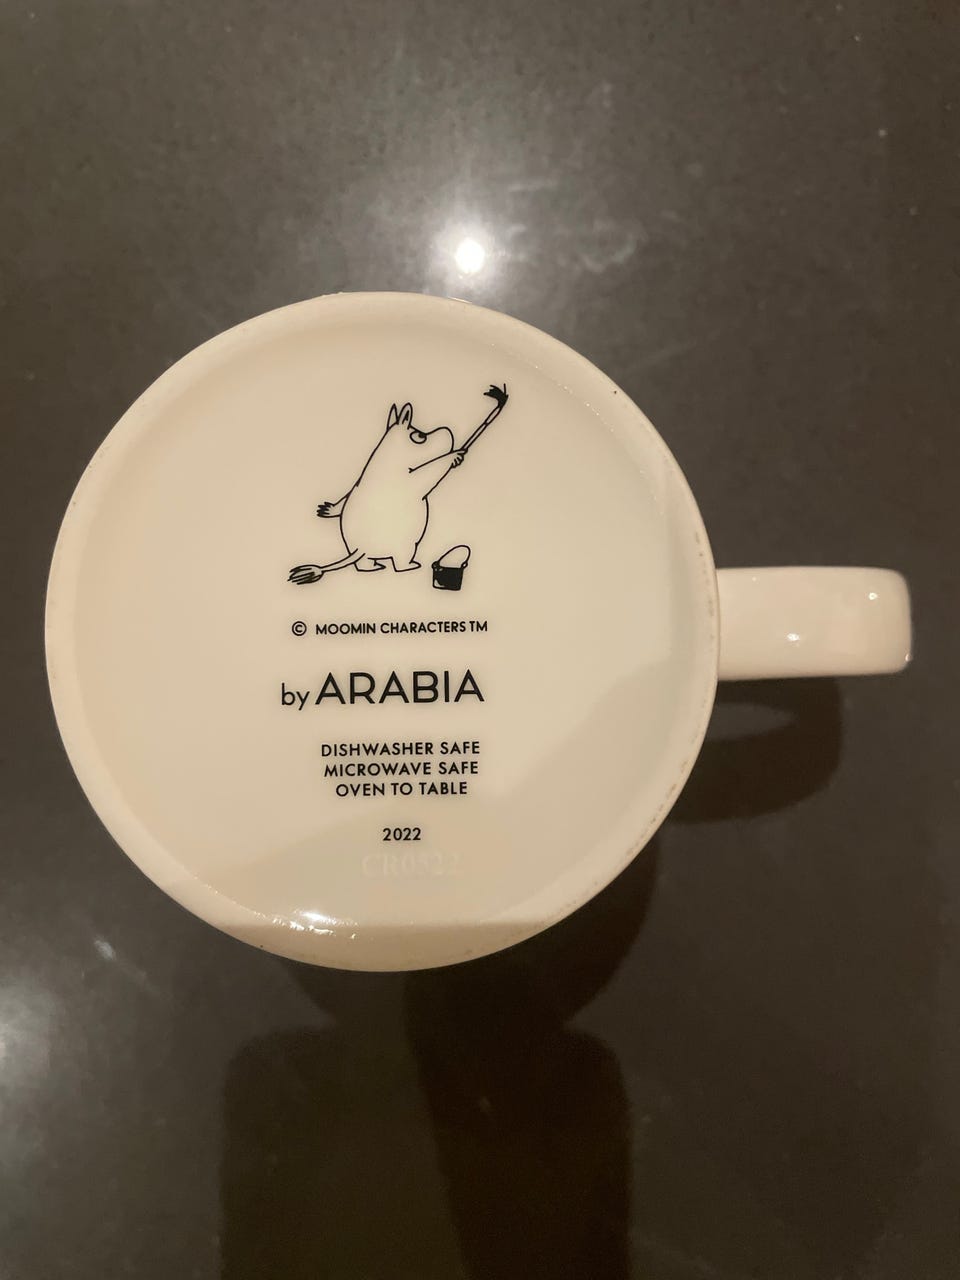 © MOOMIN CHARACTERS TM
by ARABIA
DISHWASHER SAFE
MICROWAVE SAFE
OVEN TO TABLE
2022
CR0522